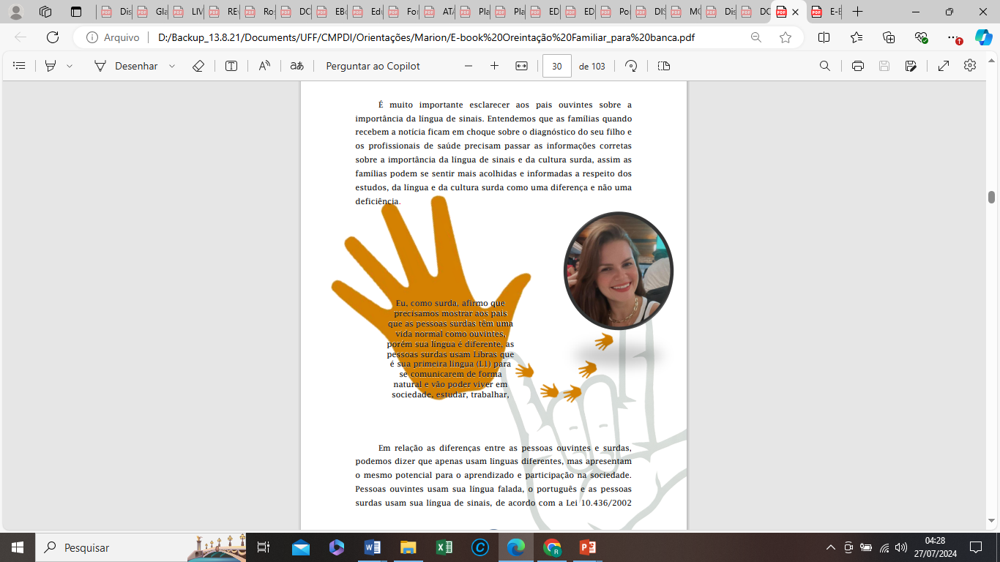 Dis
Gla
LIV
RE
Ros
DC
EB
Edu
For
ATA
Pla
Pla
ED
ED
Po
DIS
MC
Dis
DC
E-E
Arquivo
D:/Backup_13.8.21/Documents/UFF/CMPDI/Orientações/Marion/E-book%20Oreintação%20Familiar_para%20banca.pdf
Desenhar
Perguntar ao Copilot
30
de 103
É muito importante esclarecer aos pais ouvintes sobre a
importância da língua de sinais. Entendemos que as famílias quando
recebem a notícia ficam em choque sobre o diagnóstico do seu filho e
os profissionais de saúde precisam passar as informações corretas
sobre a importância da língua de sinais e da cultura surda, assim as
famílias podem se sentir mais acolhidas e informadas a respeito dos
estudos, da língua e da cultura surda como uma diferença e não uma
deficiência.
Eu, como surda, afirmo que
precisamos mostrar aos pais
que as pessoas surdas têm uma
vida normal como ouvintes,
porém sua língua é diferente, as
pessoas surdas usam Libras que
é sua primeira língua (L1) para
se comunicarem de forma
natural e vão poder viver em
sociedade, estudar, trabalhar,
Em relação as diferenças entre as pessoas ouvintes e surdas,
podemos dizer que apenas usam línguas diferentes, mas apresentam
o mesmo potencial para o aprendizado e participação na sociedade.
Pessoas ouvintes usam sua língua falada, o português e as pessoas
surdas usam sua língua de sinais, de acordo com a Lei 10.436/2002
Pesquisar
04:28
27/07/2024